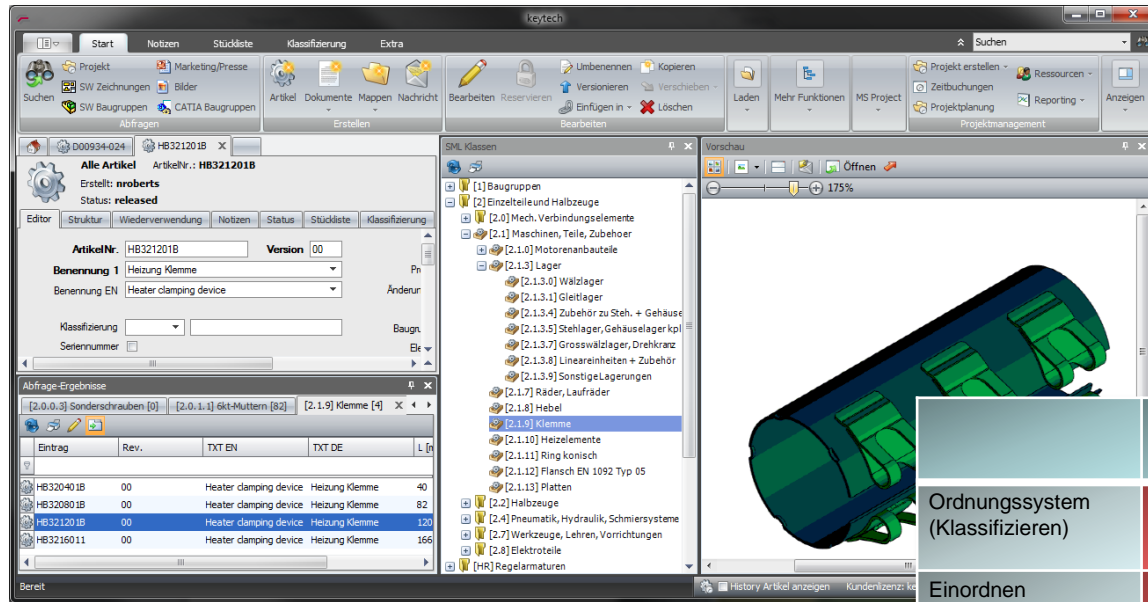 keytech
Start Notizen Stückliste Klassifizierung Extra Suchen
Suchen
Projekt Marketing/Presse
SW Zeichnungen Bilder
SW Baugruppen CATIA Baugruppen
Abfragen
Artikel Dokumente Mappen Nachricht
Erstellen
Bearbeiten Reservieren
Umbenennen Kopieren
Versionieren Verschieben
Einfügen in Löschen
Bearbeiten
Laden Mehr Funktionen MS Project
Projekt erstellen Ressourcen
Zeitbuchungen Reporting
Projektplanung
Projektmanagement
Anzeigen
D00934-024 HB321201B X
Alle Artikel ArtikelNr.: HB321201B
Erstellt: nroberts
Status: released
Editor Struktur Wiederverwendung Notizen Status Stückliste Klassifizierung
ArtikelNr. HB321201B Version 00
Benennung 1 Heizung Klemme
Benennung EN Heater clamping device
Klassifizierung
Seriennummer
Abfrage-Ergebnisse
[2.0.0.3] Sonderschrauben [0] [2.0.1.1] 6kt-Muttern [82] [2.1.9] Klemme [4] X
Eintrag Rev. TXT EN TXT DE
HB320401B 00 Heater clamping device Heizung Klemme 40
HB320801B 00 Heater clamping device Heizung Klemme 82
HB321201B 00 Heater clamping device Heizung Klemme 120
HB3216011 00 Heater clamping device Heizung Klemme 166
Bereit
SML Klassen
[1] Baugruppen
[2] Einzelteile und Halbzeuge
[2.0] Mech. Verbindungselemente
[2.1] Maschinen, Teile, Zubehoer
[2.1.0] Motorenanbauteile
[2.1.3] Lager
[2.1.3.0] Wälzlager
[2.1.3.1] Gleitlager
[2.1.3.4] Zubehör zu Steh. + Gehäuse
[2.1.3.5] Stehlager, Gehäuselager kpl
[2.1.3.7] Grosswälzlager, Drehkranz
[2.1.3.8] Lineareinheiten + Zubehör
[2.1.3.9] Sonstige Lagerungen
[2.1.7] Räder, Laufräder
[2.1.8] Hebel
[2.1.9] Klemme
[2.1.10] Heizelemente
[2.1.11] Ring konisch
[2.1.12] Flansch EN 1092 Typ 05
[2.1.13] Platten
[2.2] Halbzeuge
[2.4] Pneumatik, Hydraulik, Schmiersysteme
[2.7] Werkzeuge, Lehren, Vorrichtungen
[2.8] Elektroteile
[HR] Regelarmaturen
Vorschau
Öffnen
175%
History Artikel anzeigen Kundenlizenz:
Ordnungssystem
(Klassifizieren)
Einordnen